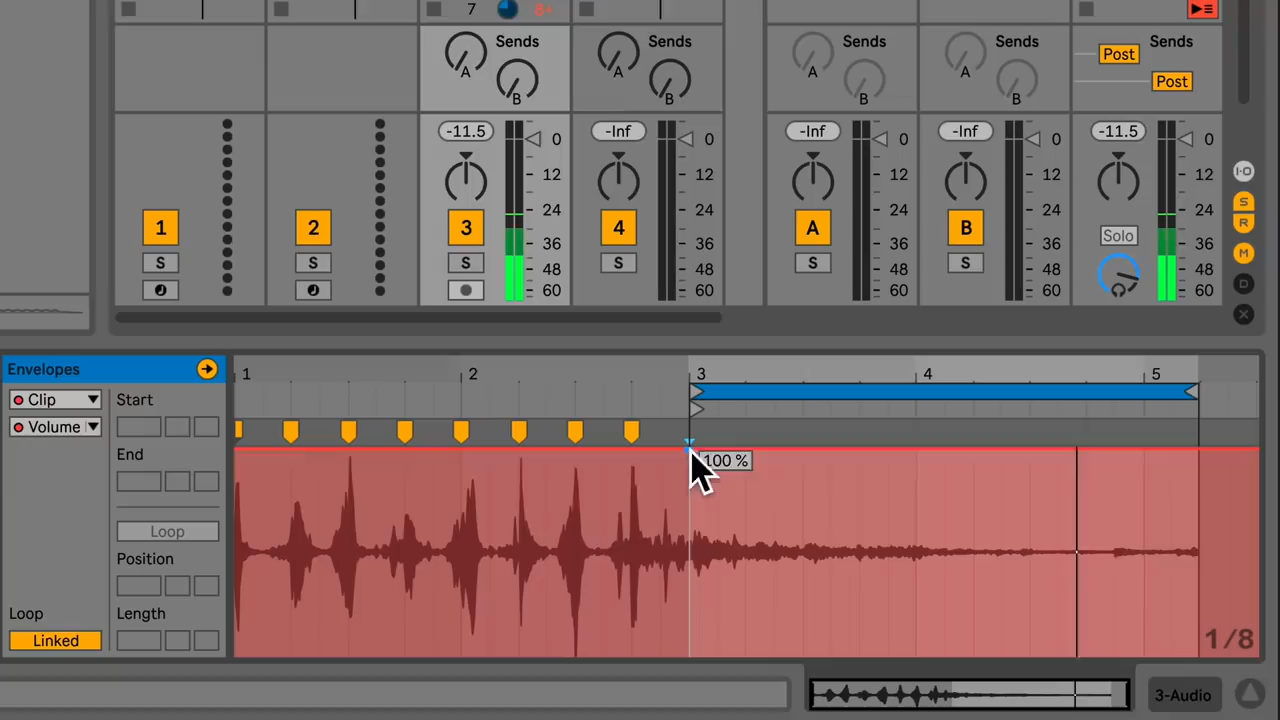 7 8+
Sends Sends Sends Sends Sends
A A A A Post
B B B B Post
-11.5 0 -Inf 0 -Inf 0 -Inf 0 -11.5 0
12 12 12 12 12
I·O
1 2 3 24 4 24 A 24 B 24 24 S
R
36 36 36 36 Solo 36
S S S 48 S 48 S 48 S 48 48 M
60 60 60 60 60 D
Envelopes 1 2 3 4 5
Clip Start
Volume
End 100 %
Loop
Position
Loop Length
Linked 1/8
3-Audio